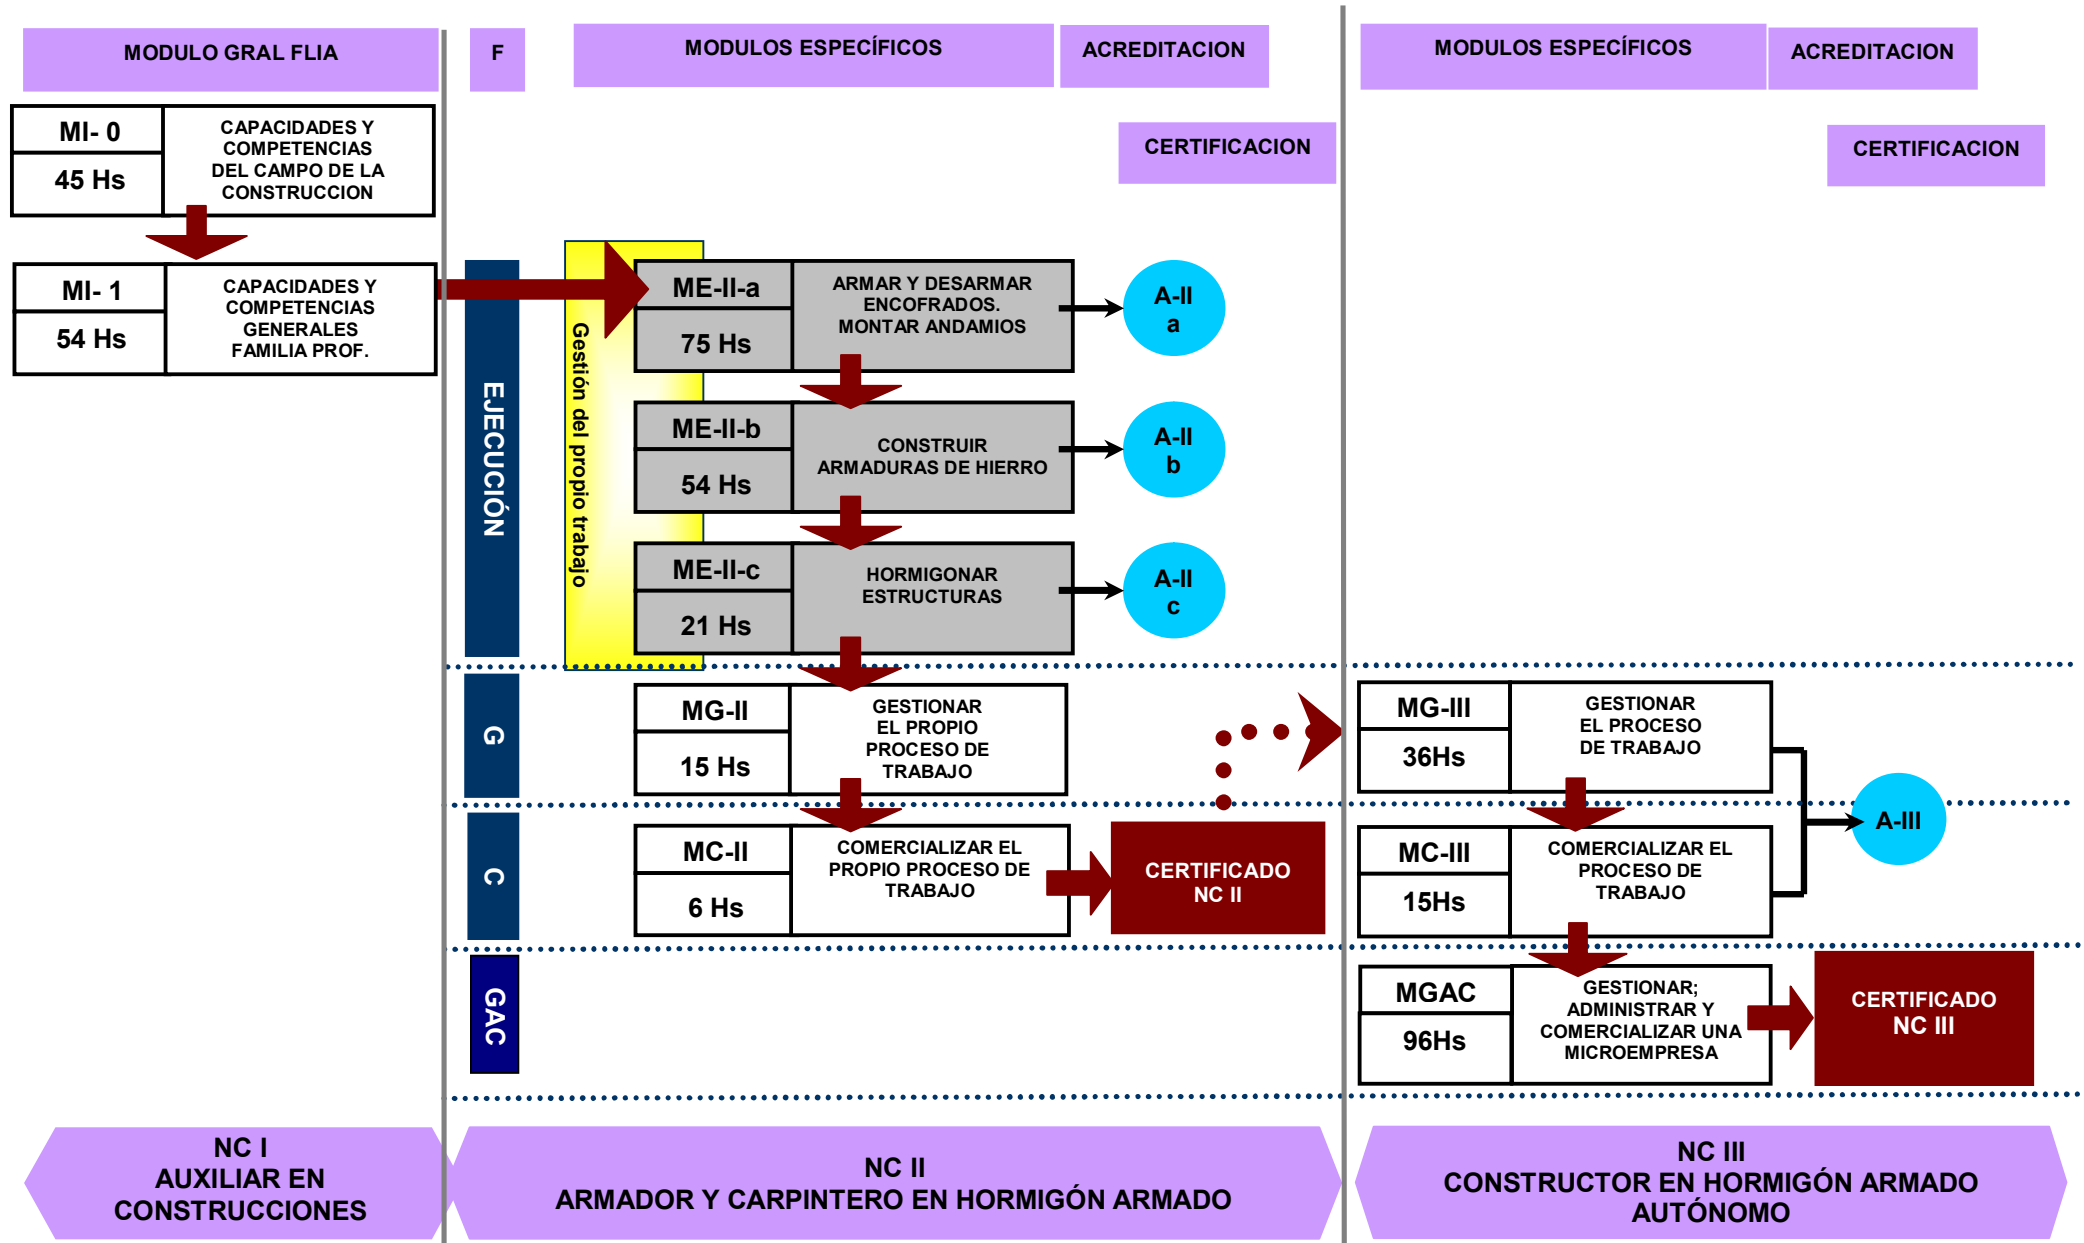 MODULO GRAL FLIA
F
MODULOS ESPECÍFICOS
ACREDITACION
MODULOS ESPECÍFICOS
ACREDITACION
CERTIFICACION
CERTIFICACION
MI- 0
45 Hs
CAPACIDADES Y
COMPETENCIAS
DEL CAMPO DE LA
CONSTRUCCION
MI- 1
54 Hs
CAPACIDADES Y
COMPETENCIAS
GENERALES
FAMILIA PROF.
EJECUCIÓN
Gestión del propio trabajo
ME-II-a
75 Hs
ARMAR Y DESARMAR
ENCOFRADOS.
MONTAR ANDAMIOS
A-II
a
ME-II-b
54 Hs
CONSTRUIR
ARMADURAS DE HIERRO
A-II
b
ME-II-c
21 Hs
HORMIGONAR
ESTRUCTURAS
A-II
c
G
MG-II
15 Hs
GESTIONAR
EL PROPIO
PROCESO DE
TRABAJO
MG-III
36Hs
GESTIONAR
EL PROCESO
DE TRABAJO
C
MC-II
6 Hs
COMERCIALIZAR EL
PROPIO PROCESO DE
TRABAJO
CERTIFICADO
NC II
MC-III
15Hs
COMERCIALIZAR EL
PROCESO DE
TRABAJO
A-III
GAC
MGAC
96Hs
GESTIONAR;
ADMINISTRAR Y
COMERCIALIZAR UNA
MICROEMPRESA
CERTIFICADO
NC III
NC I
AUXILIAR EN
CONSTRUCCIONES
NC II
ARMADOR Y CARPINTERO EN HORMIGÓN ARMADO
NC III
CONSTRUCTOR EN HORMIGÓN ARMADO
AUTÓNOMO